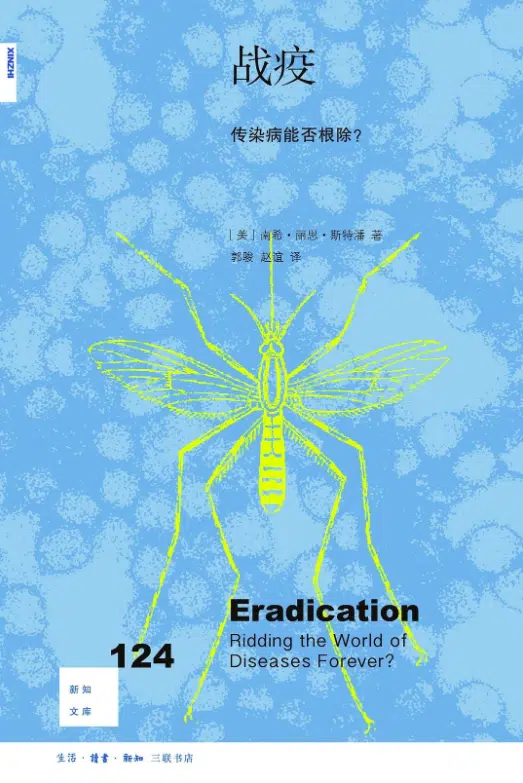 XINZHI
战疫
传染病能否根除?
[美]南希·丽思·斯特潘 著
郭骏 赵谊 译
Eradication
124
Ridding the World of
Diseases Forever?
新知
文库
生活·讀書·新知 三联书店